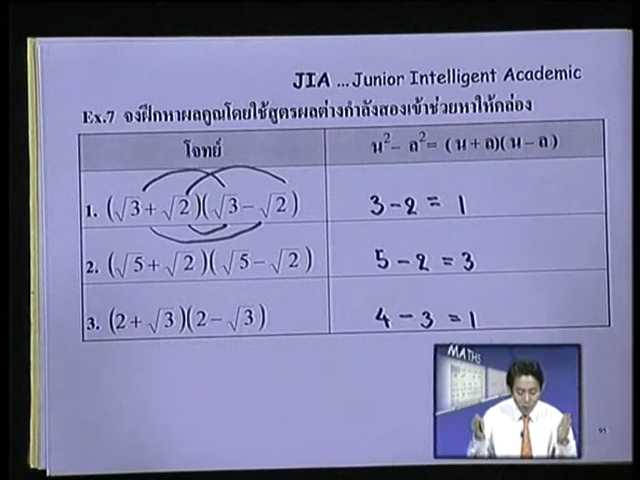 JIA ... Junior Intelligent Academic
Ex.7 จงฝึกหาผลคูณโดยใช้สูตรผลต่างกำลังสองเข้าช่วยหาให้คล่อง
โจทย์ น² – ล² = (น + ล)(น – ล)
1. (√3 + √2)(√3 – √2) 3 – 2 = 1
2. (√5 + √2)(√5 – √2) 5 – 2 = 3
3. (2 + √3)(2 – √3) 4 – 3 = 1
MATHS
95